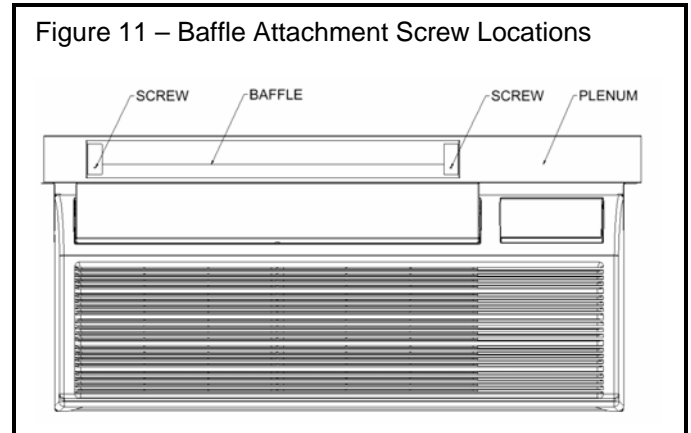 Figure 11 – Baffle Attachment Screw Locations
SCREW BAFFLE SCREW PLENUM